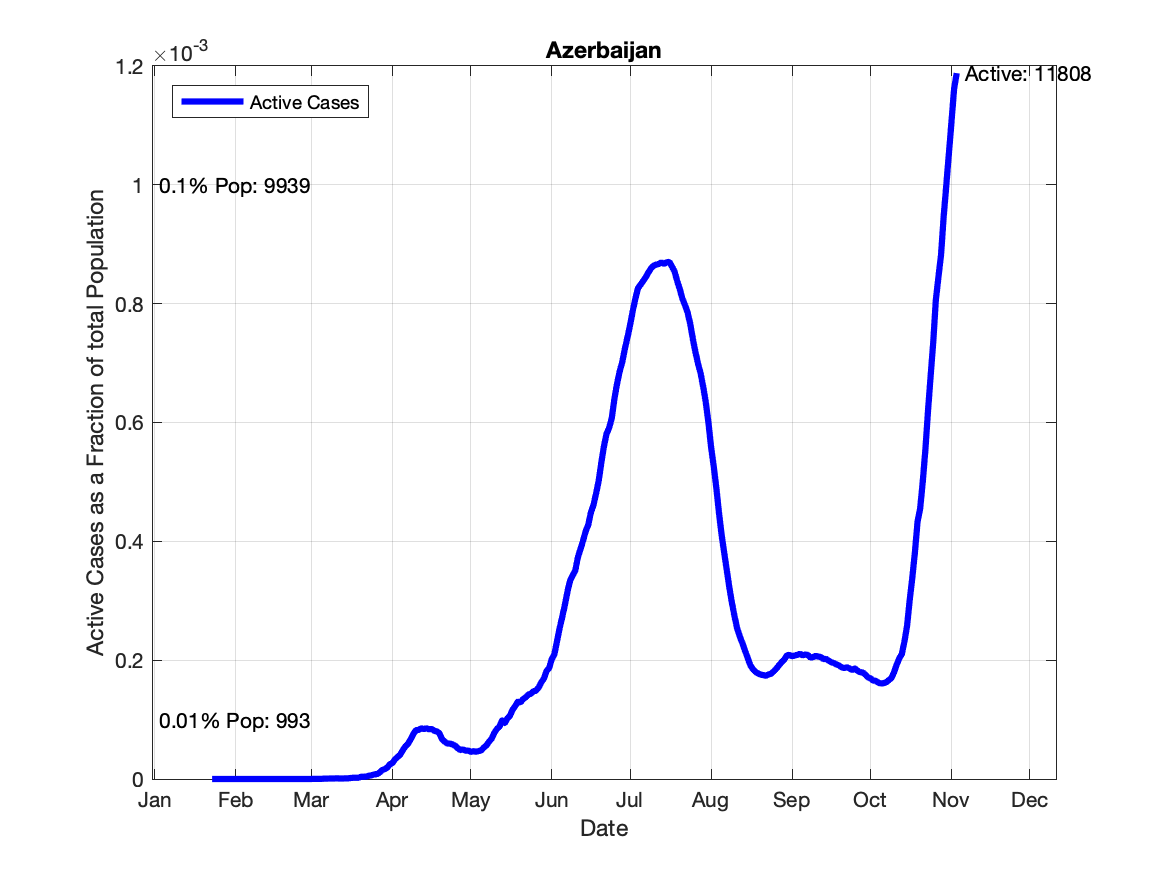 Azerbaijan
×10-3
1.2
Active: 11808
Active Cases
1
0.1% Pop: 9939
0.8
0.6
0.4
0.2
0.01% Pop: 993
0
Active Cases as a Fraction of total Population
Jan Feb Mar Apr May Jun Jul Aug Sep Oct Nov Dec
Date